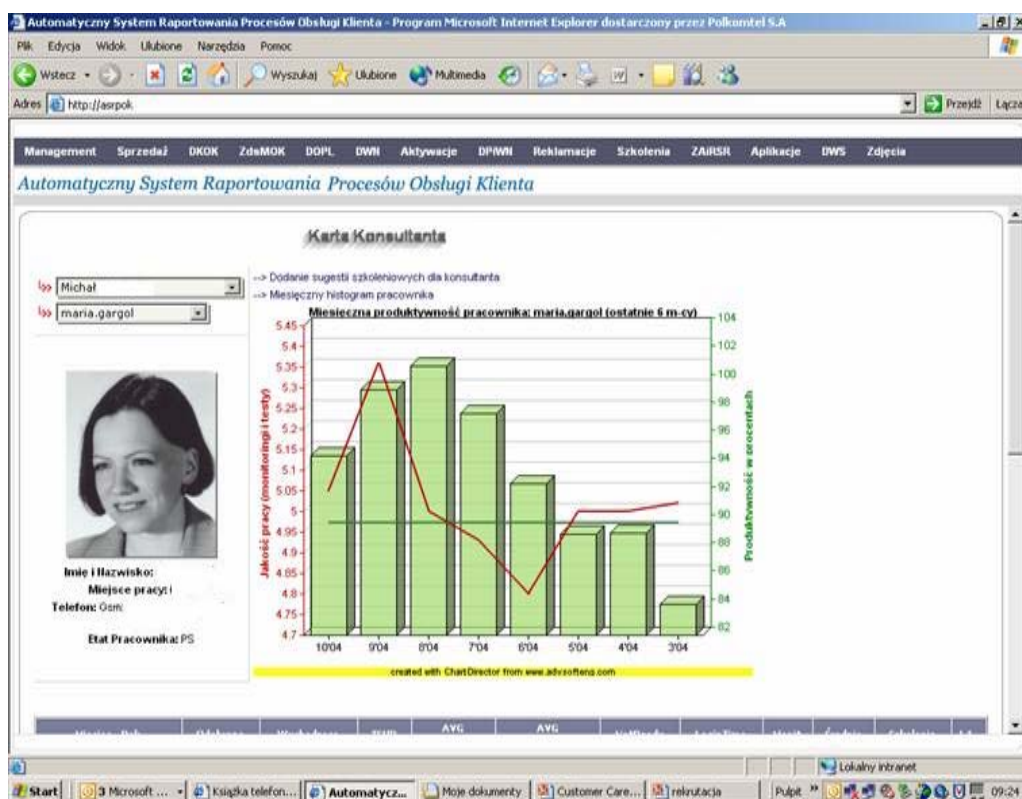 Automatyczny System Raportowania Procesów Obsługi Klienta - Program Microsoft Internet Explorer dostarczony przez Polkomtel S.A
Plik Edycja Widok Ulubione Narzędzia Pomoc
Wstecz Wyszukaj Ulubione Multimedia
Adres http://asrpok Przejdź Łącza
Management Sprzedaż DKOK ZdsMOK DOPL DWN Aktywacje DPiWN Reklamacje Szkolenia ZAiRSR Aplikacje DWS Zdjęcia
Automatyczny System Raportowania Procesów Obsługi Klienta
Karta Konsultanta
Michał
maria.gargol
--> Dodanie sugestii szkoleniowych dla konsultanta
--> Miesięczny histogram pracownika
Miesięczna produktywność pracownika: maria.gargol (ostatnie 6 m-cy)
Jakość pracy (monitoringi i testy)
5.45
5.4
5.35
5.3
5.25
5.2
5.15
5.1
5.05
5
4.95
4.9
4.85
4.8
4.75
4.7
104
102
100
98
96
94
92
90
88
86
84
82
Produktywność w procentach
10'04 9'04 8'04 7'04 6'04 5'04 4'04 3'04
created with ChartDirector from www.advsofteng.com
Imię i Nazwisko:
Miejsce pracy:
Telefon: Gsm:
Etat Pracownika: PS
AVG AVG
Lokalny intranet
Start 3 Microsoft ... Książka telefon... Automatycz... Moje dokumenty Customer Care... rekrutacja Pulpit 09:24